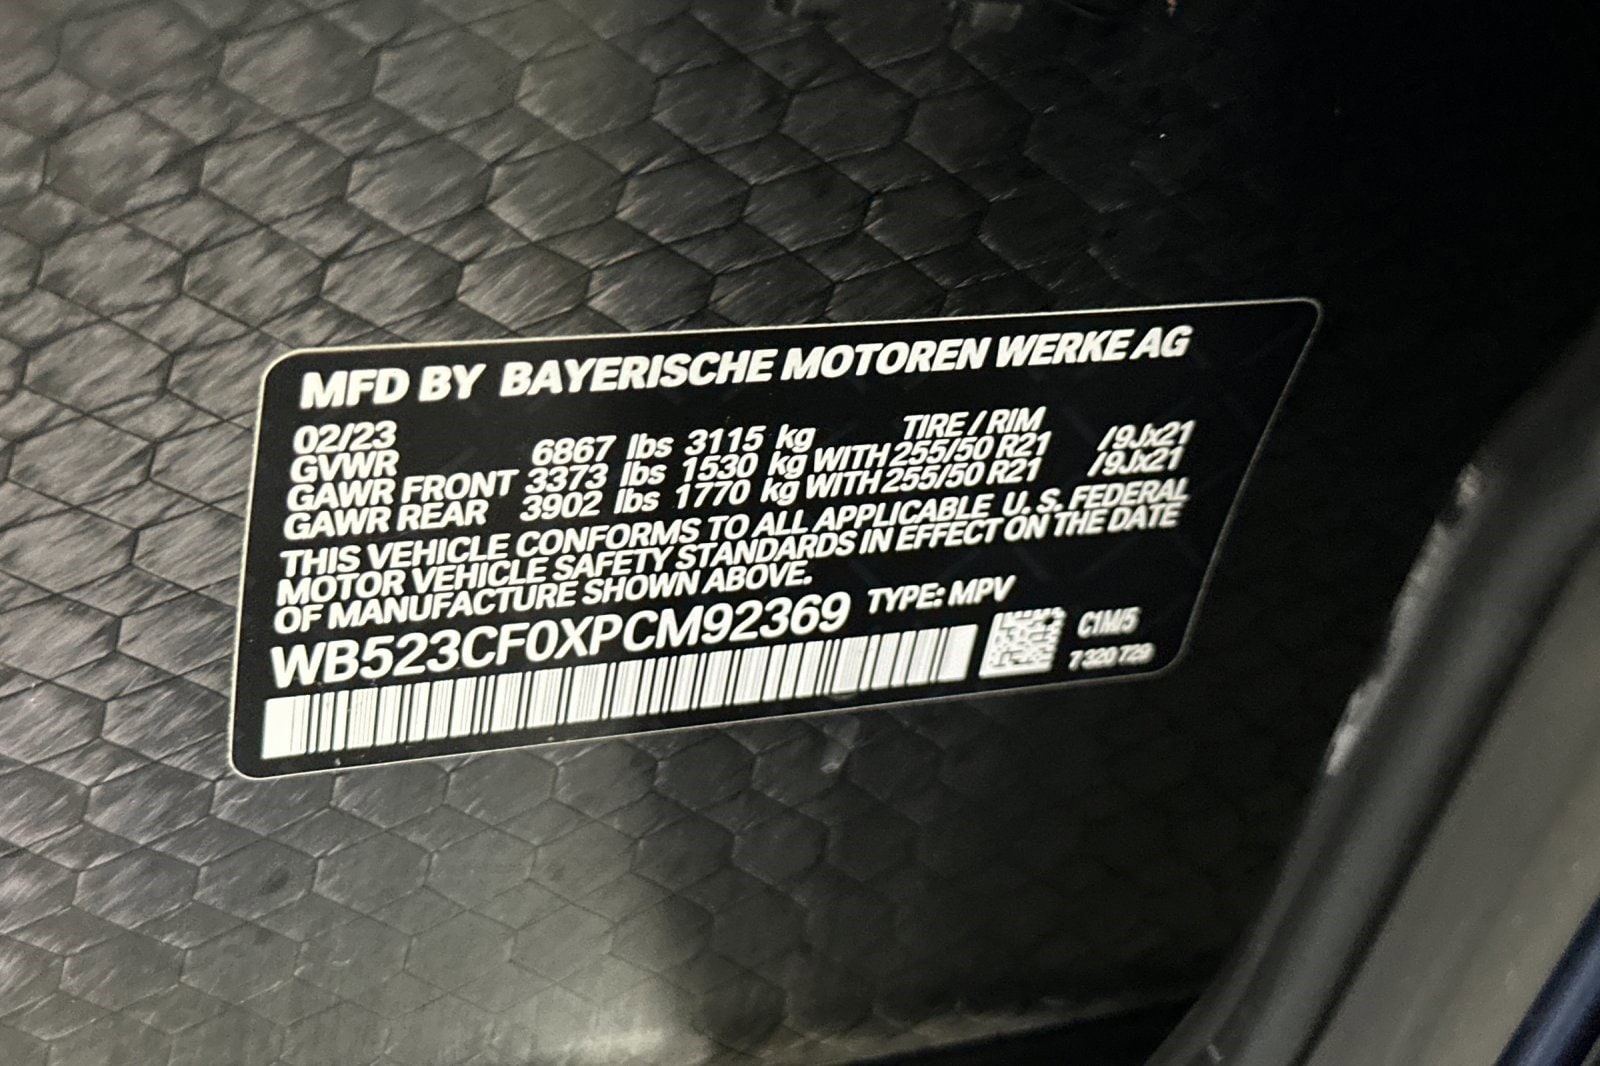 MFD BY BAYERISCHE MOTOREN WERKE AG
02/23 TIRE / RIM
GVWR 6867 lbs 3115 kg
GAWR FRONT 3373 lbs 1530 kg WITH 255/50 R21 /9Jx21
GAWR REAR 3902 lbs 1770 kg WITH 255/50 R21 /9Jx21
THIS VEHICLE CONFORMS TO ALL APPLICABLE U. S. FEDERAL
MOTOR VEHICLE SAFETY STANDARDS IN EFFECT ON THE DATE
OF MANUFACTURE SHOWN ABOVE.
WB523CF0XPCM92369 TYPE: MPV
C1M/5
7 320 729